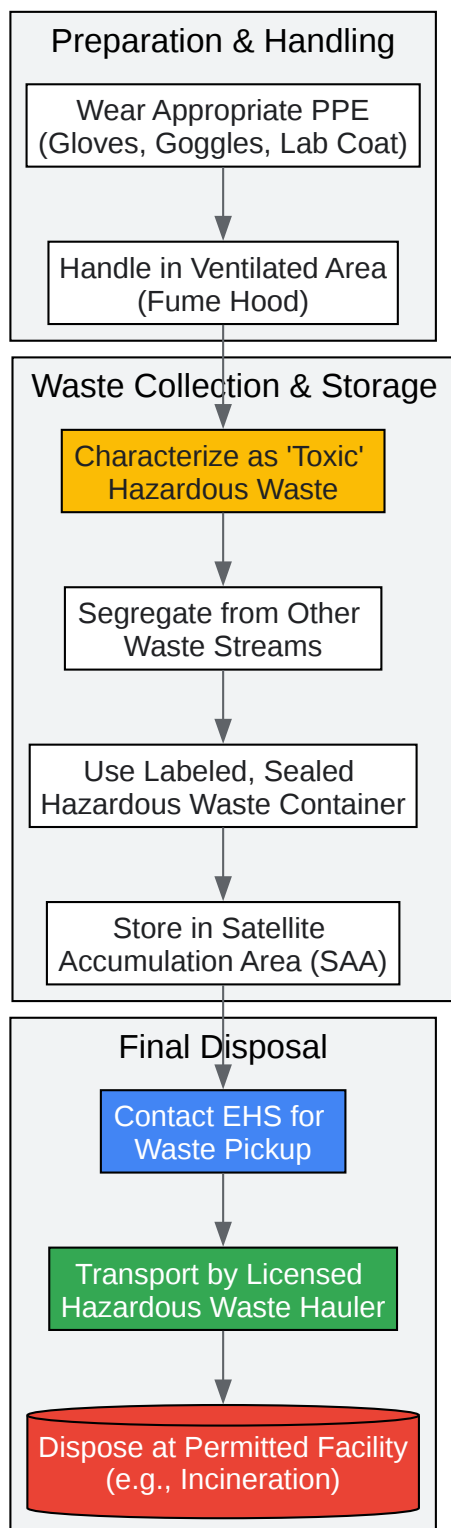 Preparation & Handling
Wear Appropriate PPE
(Gloves, Goggles, Lab Coat)
Handle in Ventilated Area
(Fume Hood)
Waste Collection & Storage
Characterize as 'Toxic'
Hazardous Waste
Segregate from Other
Waste Streams
Use Labeled, Sealed
Hazardous Waste Container
Store in Satellite
Accumulation Area (SAA)
Final Disposal
Contact EHS for
Waste Pickup
Transport by Licensed
Hazardous Waste Hauler
Dispose at Permitted Facility
(e.g., Incineration)